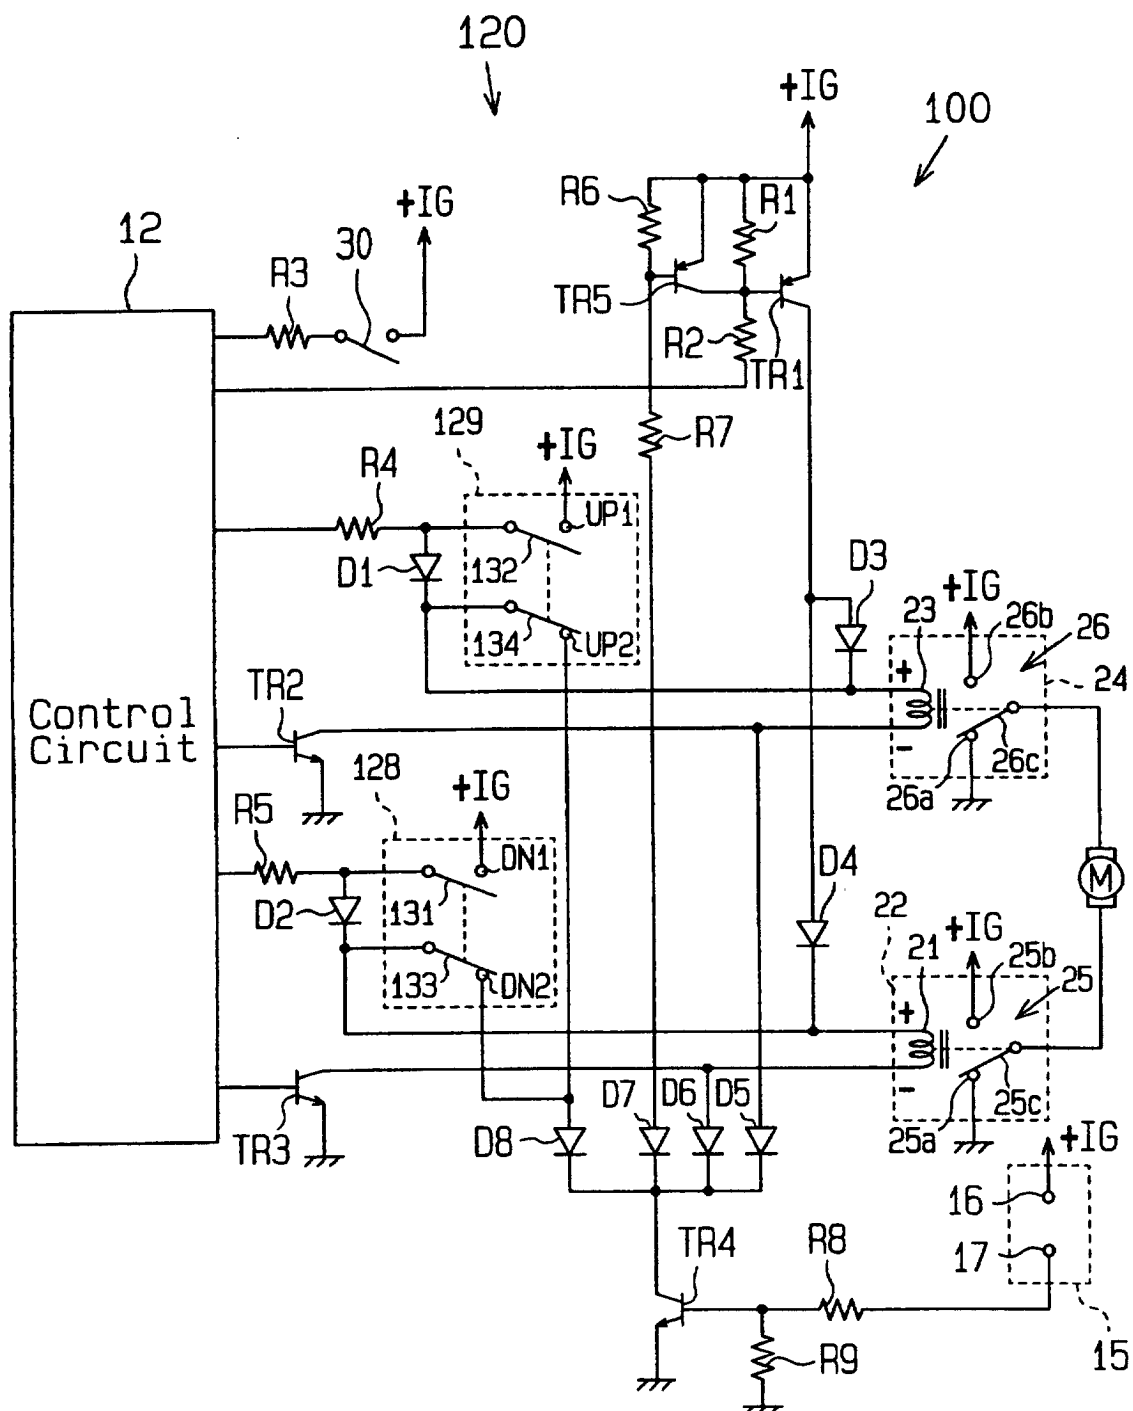 120
+IG
100
R6
R1
+IG
12
30
R3
TR5
R2
TR1
129
+IG
R7
R4
UP1
D1
132
D3
+IG
23
26b
26
134
UP2
24
TR2
+
Control
Circuit
-
26c
128
+IG
26a
R5
DN1
D4
M
D2
131
22
+IG
21
25b
133
DN2
25
+
-
25c
D7
D6
D5
TR3
D8
25a
+IG
16
TR4
R8
17
R9
15